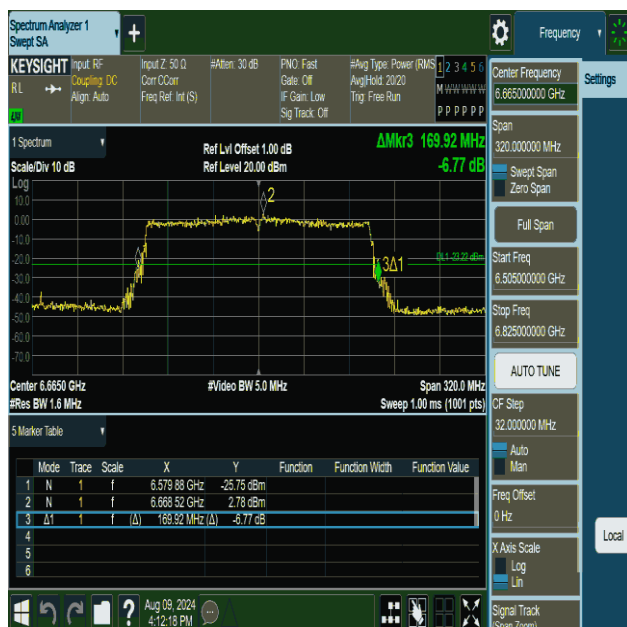 Spectrum Analyzer 1
Swept SA
Frequency
KEYSIGHT
RL
Input: RF
Coupling: DC
Align: Auto
Input Z: 50 Ω
Corr CCorr
Freq Ref: Int (S)
#Atten: 30 dB
PNO: Fast
Gate: Off
IF Gain: Low
Sig Track: Off
#Avg Type: Power (RMS
Avg|Hold: 20/20
Trig: Free Run
1 2 3 4 5 6
M W W W W W
P P P P P P
1 Spectrum
Scale/Div 10 dB
Ref Lvl Offset 1.00 dB
Ref Level 20.00 dBm
ΔMkr3 169.92 MHz
-6.77 dB
Log
10.0
0.00
-10.0
-20.0
-30.0
-40.0
-50.0
-60.0
-70.0
2
3Δ1
DL1 -23.22 dBm
Center 6.6650 GHz
#Video BW 5.0 MHz
Span 320.0 MHz
#Res BW 1.6 MHz
Sweep 1.00 ms (1001 pts)
5 Marker Table
Mode Trace Scale X Y Function Function Width Function Value
1 N 1 f 6.579 88 GHz -25.75 dBm
2 N 1 f 6.668 52 GHz 2.78 dBm
3 Δ1 1 f (Δ) 169.92 MHz (Δ) -6.77 dB
4
5
6
Aug 09, 2024
4:12:18 PM
Center Frequency
6.665000000 GHz
Settings
Span
320.000000 MHz
Swept Span
Zero Span
Full Span
Start Freq
6.505000000 GHz
Stop Freq
6.825000000 GHz
AUTO TUNE
CF Step
32.000000 MHz
Auto
Man
Freq Offset
0 Hz
X Axis Scale
Log
Lin
Local
Signal Track
(Span Zoom)